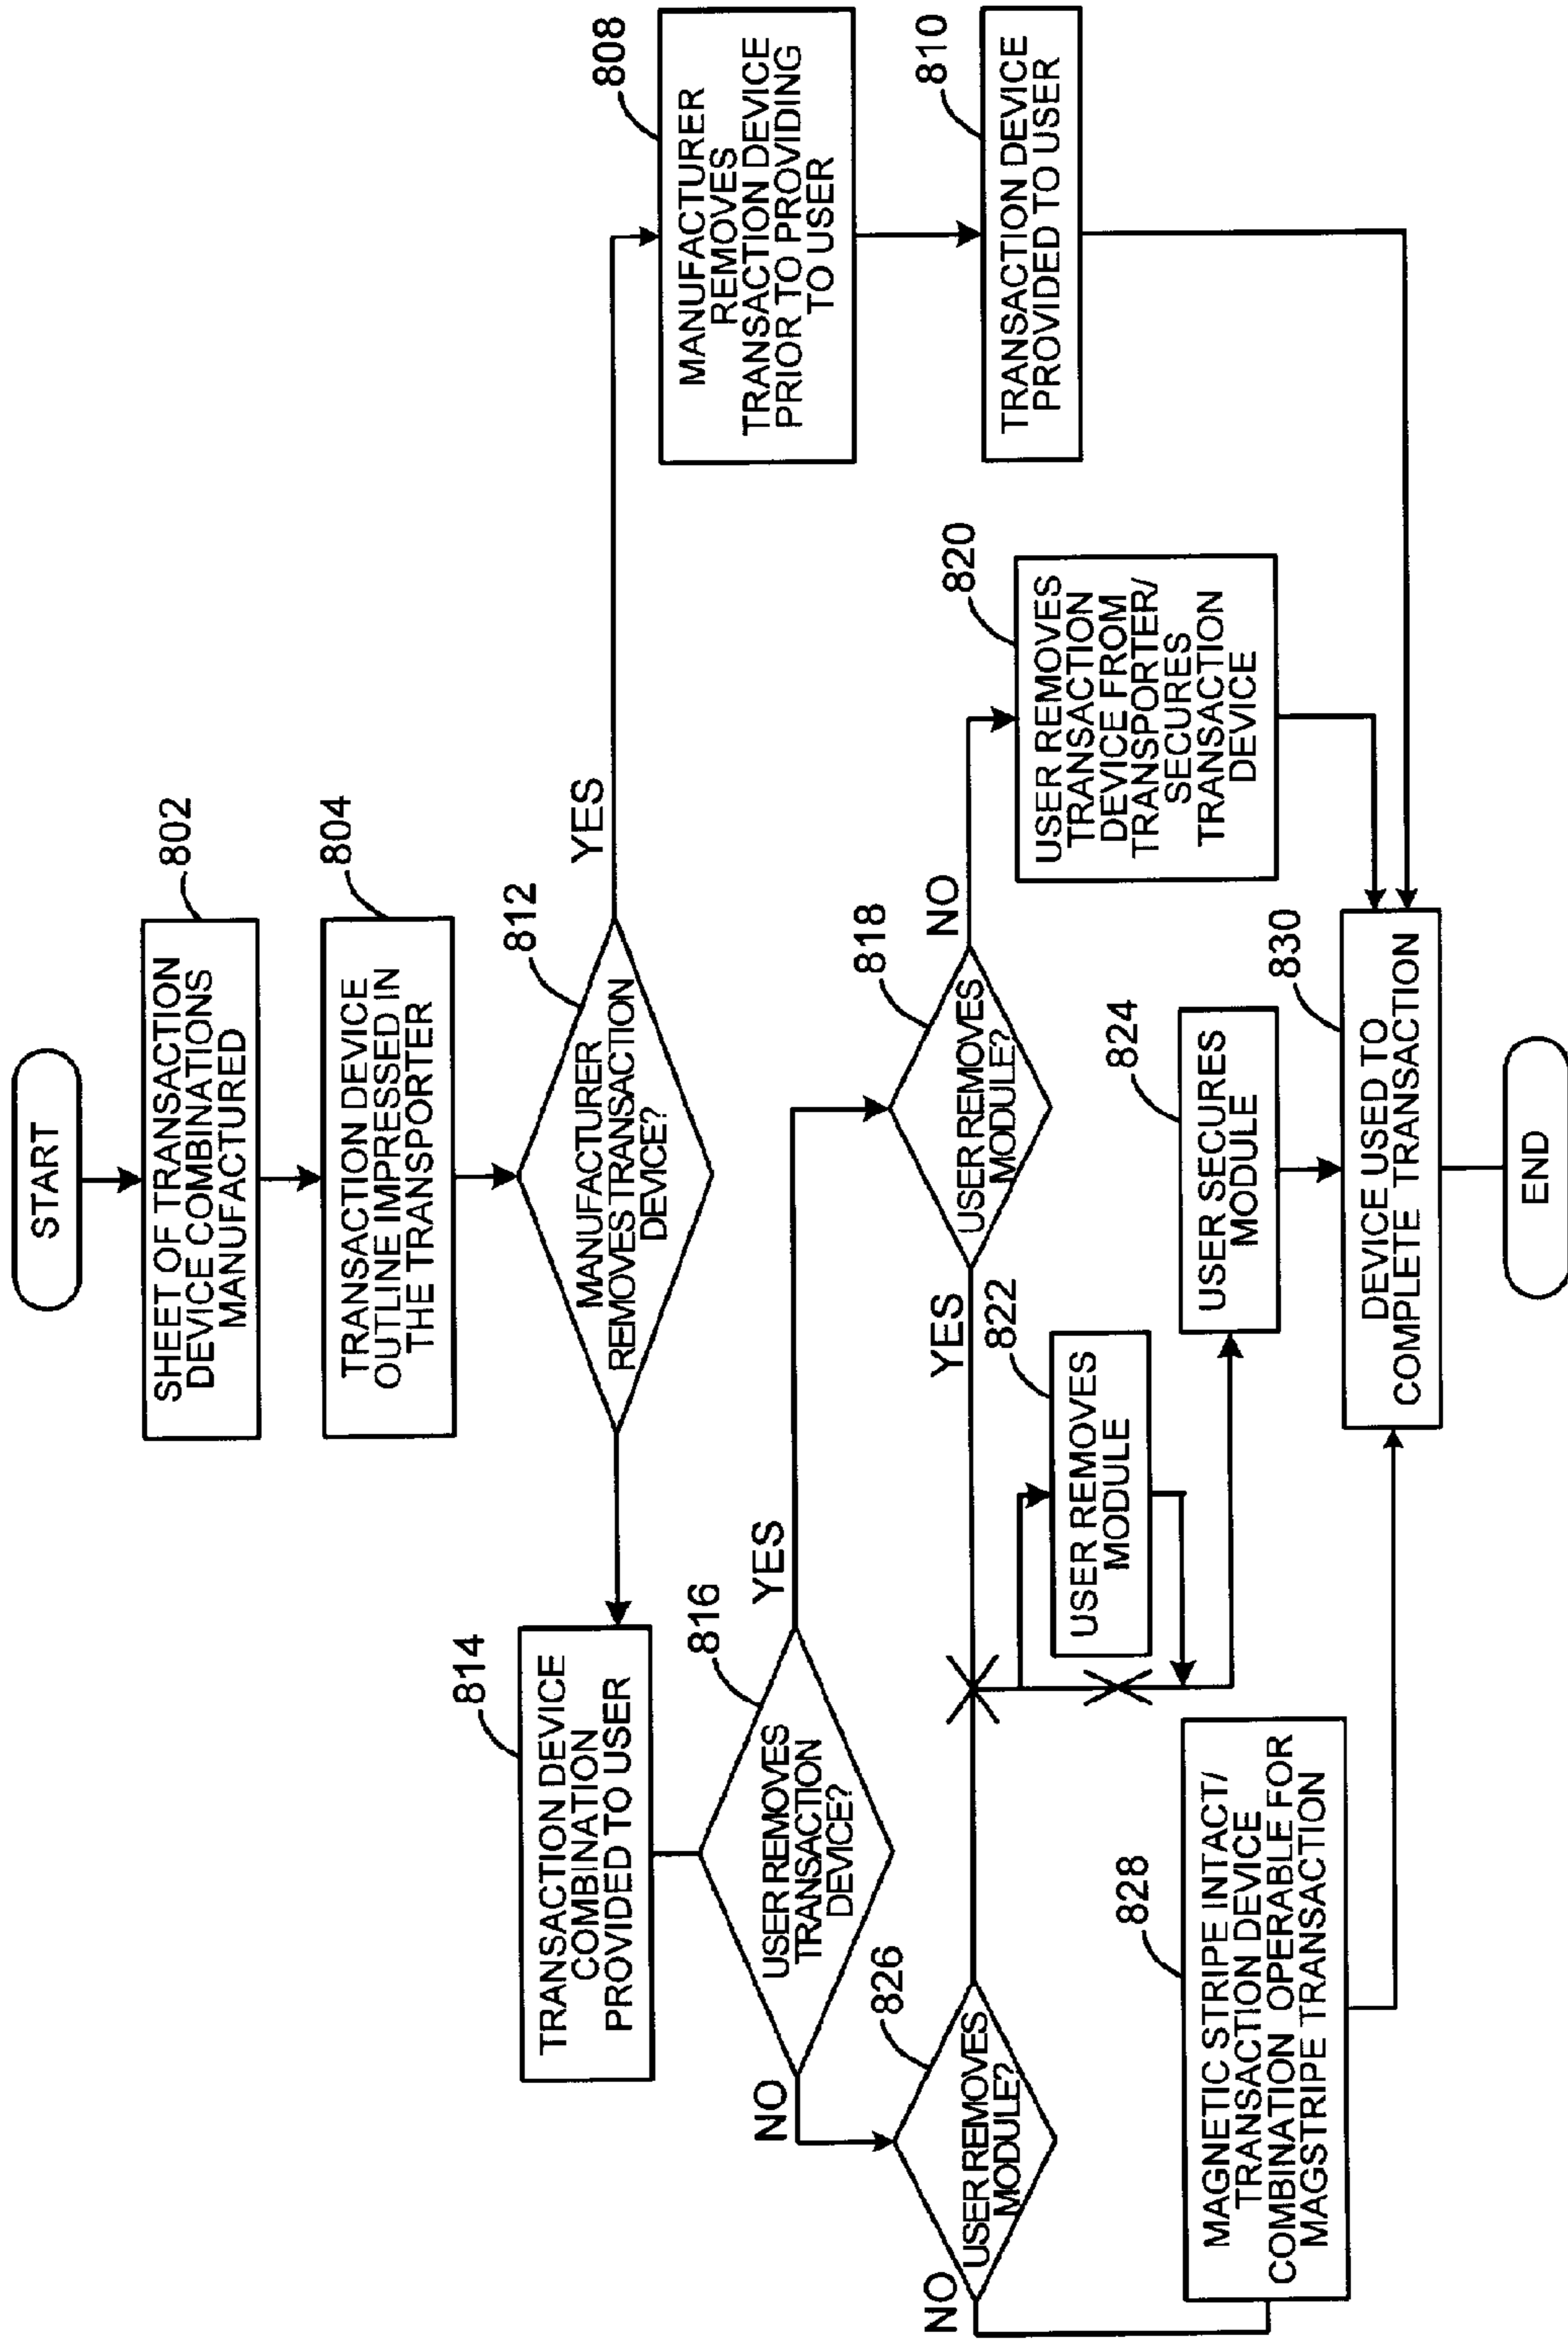 START
802
SHEET OF TRANSACTION
DEVICE COMBINATIONS
MANUFACTURED
804
TRANSACTION DEVICE
OUTLINE IMPRESSED IN
THE TRANSPORTER
812
MANUFACTURER
REMOVES TRANSACTION
DEVICE?
YES
808
MANUFACTURER
REMOVES
TRANSACTION DEVICE
PRIOR TO PROVIDING
TO USER
810
TRANSACTION DEVICE
PROVIDED TO USER
814
TRANSACTION DEVICE
COMBINATION
PROVIDED TO USER
816
USER REMOVES
TRANSACTION
DEVICE?
YES
NO
818
USER REMOVES
MODULE?
NO
YES
820
USER REMOVES
TRANSACTION
DEVICE FROM
TRANSPORTER/
SECURES
TRANSACTION
DEVICE
822
USER REMOVES
MODULE
824
USER SECURES
MODULE
826
USER REMOVES
MODULE?
NO
828
MAGNETIC STRIPE INTACT/
TRANSACTION DEVICE
COMBINATION OPERABLE FOR
MAGSTRIPE TRANSACTION
830
DEVICE USED TO
COMPLETE TRANSACTION
END